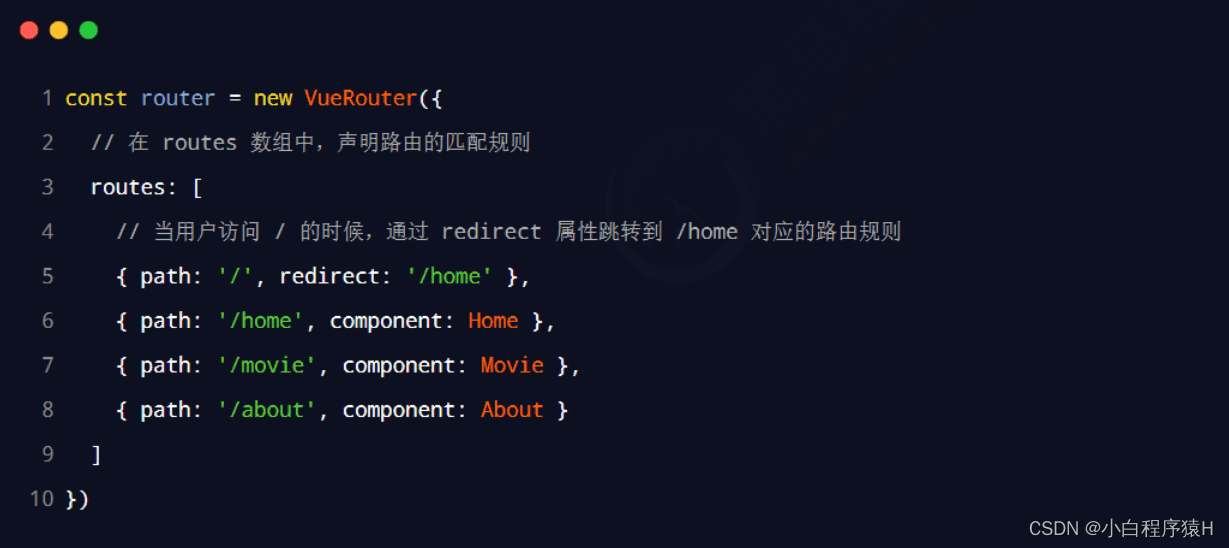 1 const router = new VueRouter({
2 // 在 routes 数组中，声明路由的匹配规则
3 routes: [
4 // 当用户访问 / 的时候，通过 redirect 属性跳转到 /home 对应的路由规则
5 { path: '/', redirect: '/home' },
6 { path: '/home', component: Home },
7 { path: '/movie', component: Movie },
8 { path: '/about', component: About }
9 ]
10 })
CSDN @小白程序猿H